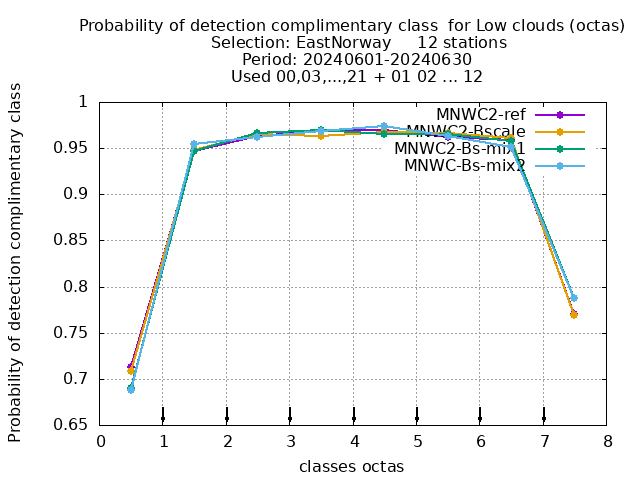 Probability of detection complimentary class  for Low clouds (octas)
Selection: EastNorway     12 stations
Period: 20240601-20240630
Used 00,03,...,21 + 01 02 ... 12
Probability of detection complimentary class
1
0.95
0.9
0.85
0.8
0.75
0.7
0.65
MNWC2-ref
MNWC2-Bscale
MNWC2-Bs-mix1
MNWC-Bs-mix2
0 1 2 3 4 5 6 7 8
classes octas